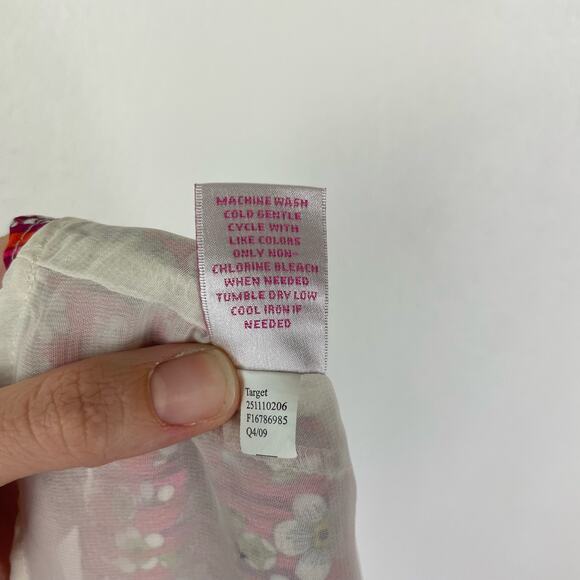 MACHINE WASH
COLD GENTLE
CYCLE WITH
LIKE COLORS
ONLY NON-
CHLORINE BLEACH
WHEN NEEDED
TUMBLE DRY LOW
COOL IRON IF
NEEDED
Target
251110206
F16786985
Q4/09